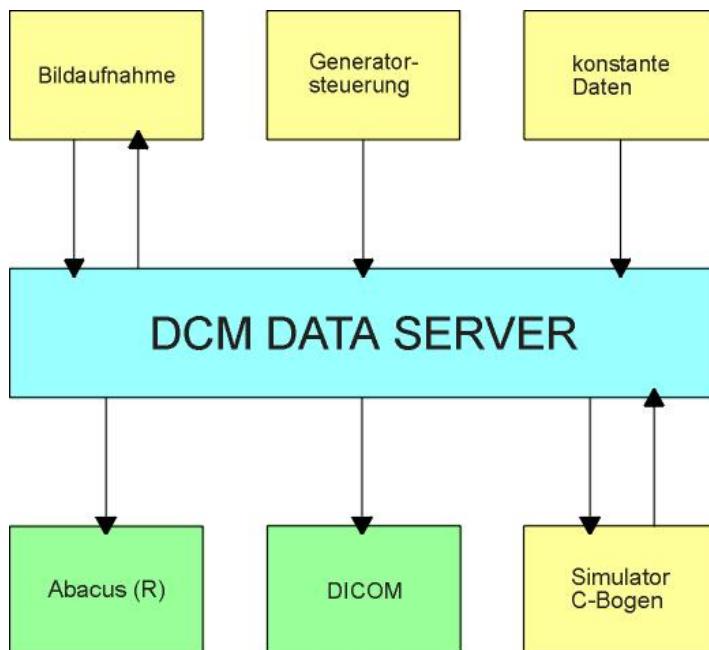 Bildaufnahme
Generator-
steuerung
konstante
Daten
DCM DATA SERVER
Abacus (R)
DICOM
Simulator
C-Bogen